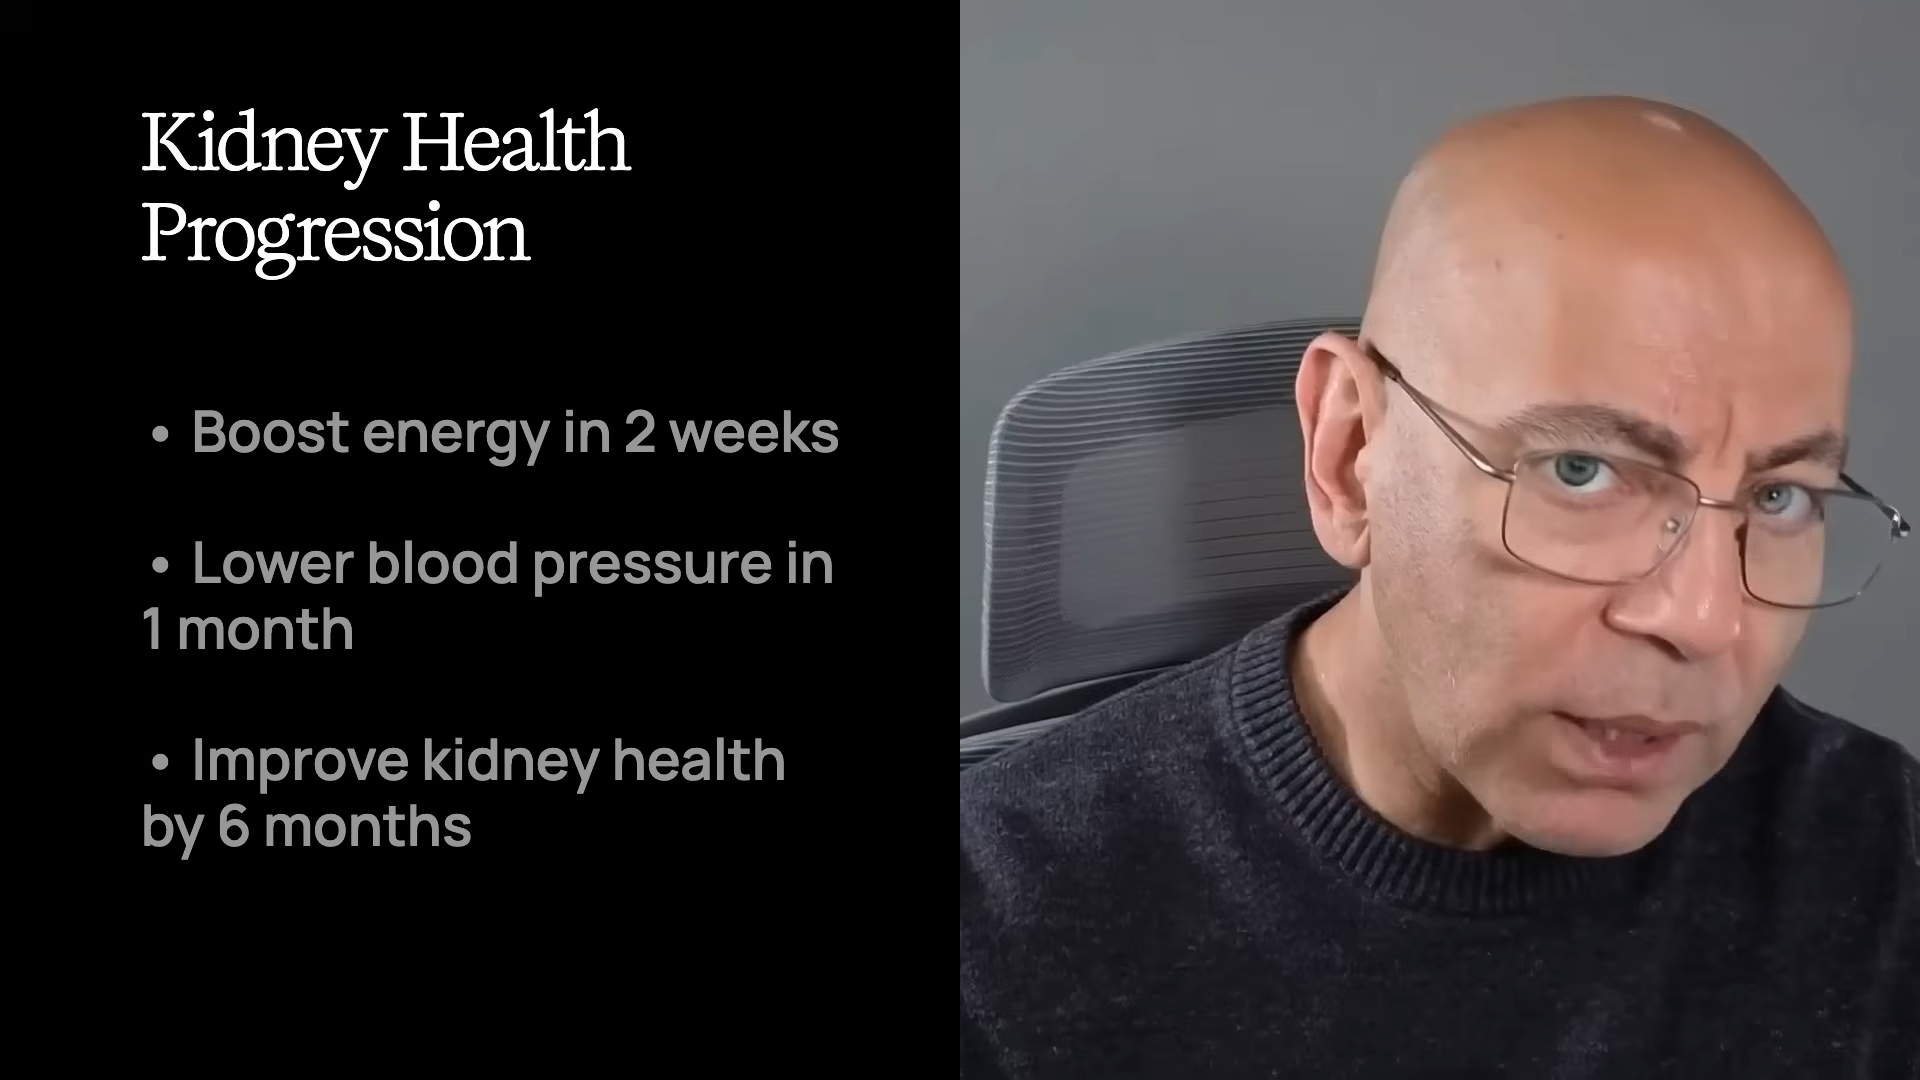 Kidney Health
Progression
• Boost energy in 2 weeks
• Lower blood pressure in
1 month
• Improve kidney health
by 6 months